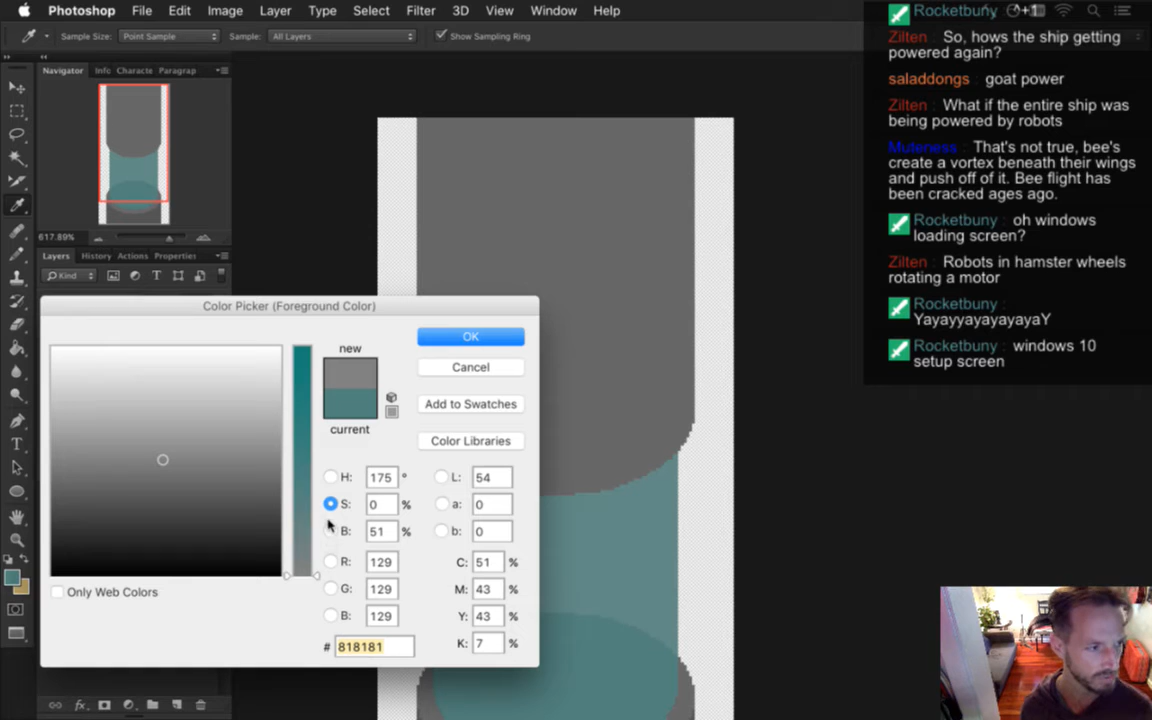 Photoshop File Edit Image Layer Type Select Filter 3D View Window Help
Sample Size: Point Sample Sample: All Layers Show Sampling Ring
Navigator Info Characte Paragrap
617.89%
Layers History Actions Properties
Kind
Color Picker (Foreground Color)
new
current
OK
Cancel
Add to Swatches
Color Libraries
H: 175 °
S: 0 %
B: 51 %
R: 129
G: 129
B: 129
# 818181
L: 54
a: 0
b: 0
C: 51 %
M: 43 %
Y: 43 %
K: 7 %
Only Web Colors
fx
Rocketbuny : +1
Zilten : So, hows the ship getting
powered again?
saladdongs : goat power
Zilten : What if the entire ship was
being powered by robots
Muteness : That's not true, bee's
create a vortex beneath their wings
and push off of it. Bee flight has
been cracked ages ago.
Rocketbuny : oh windows
loading screen?
Zilten : Robots in hamster wheels
rotating a motor
Rocketbuny :
YayayyayayayayaY
Rocketbuny : windows 10
setup screen